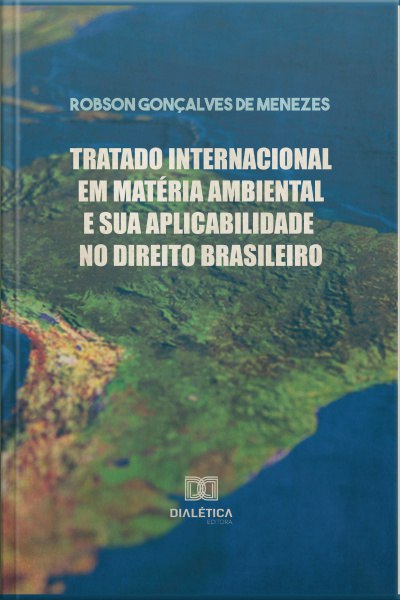 ROBSON GONÇALVES DE MENEZES
TRATADO INTERNACIONAL
EM MATÉRIA AMBIENTAL
E SUA APLICABILIDADE
NO DIREITO BRASILEIRO
DIALÉTICA
EDITORA